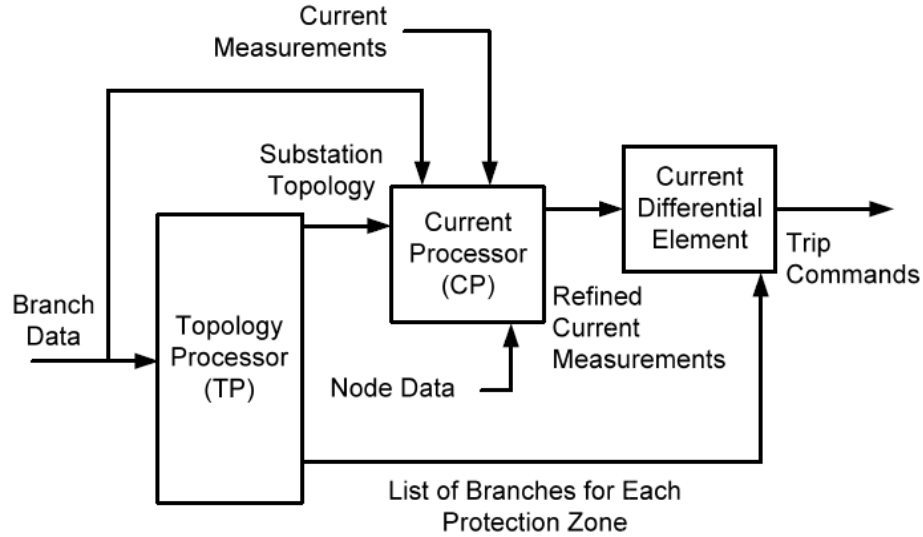 Current
Measurements
Substation
Topology
Current
Processor
(CP)
Current
Differential
Element
Trip
Commands
Branch
Data
Topology
Processor
(TP)
Refined
Current
Measurements
Node Data
List of Branches for Each
Protection Zone